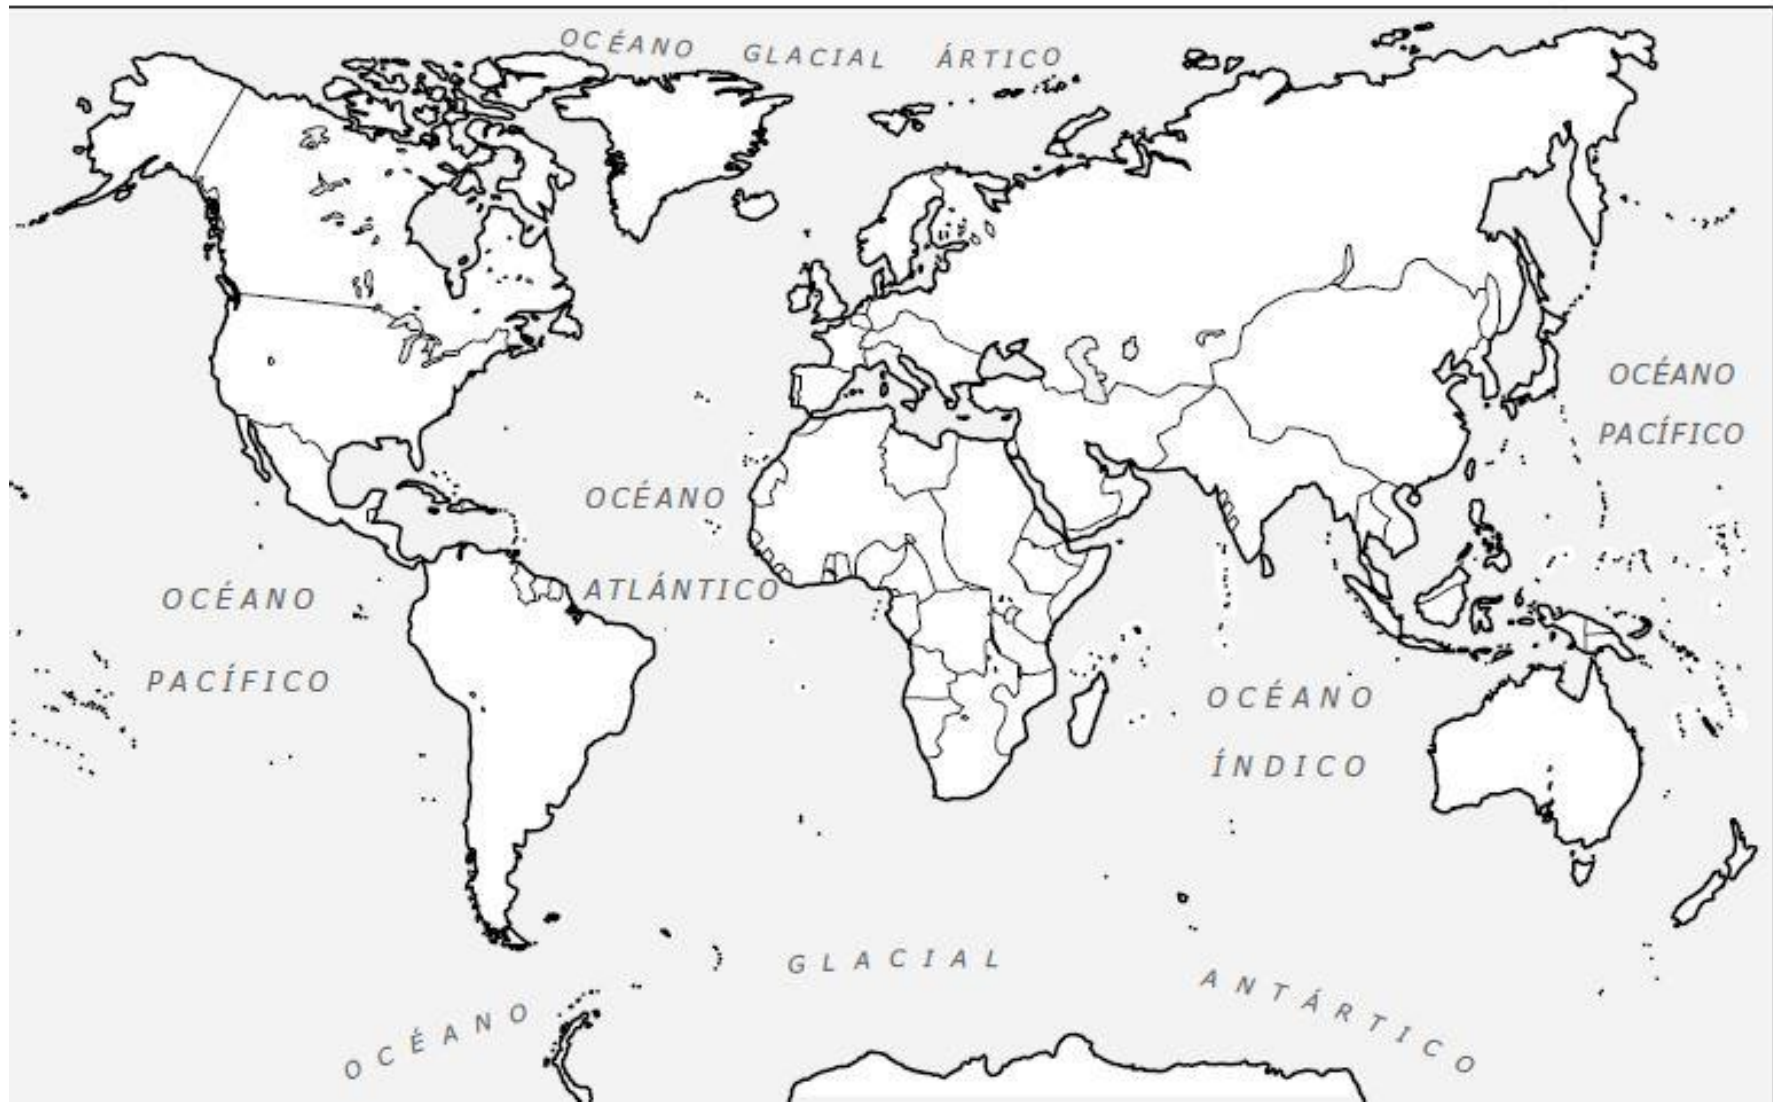 OCÉANO GLACIAL ÁRTICO
OCÉANO
PACÍFICO
OCÉANO
ATLÁNTICO
OCÉANO
PACÍFICO
OCÉANO
ÍNDICO
OCÉANO GLACIAL ANTÁRTICO